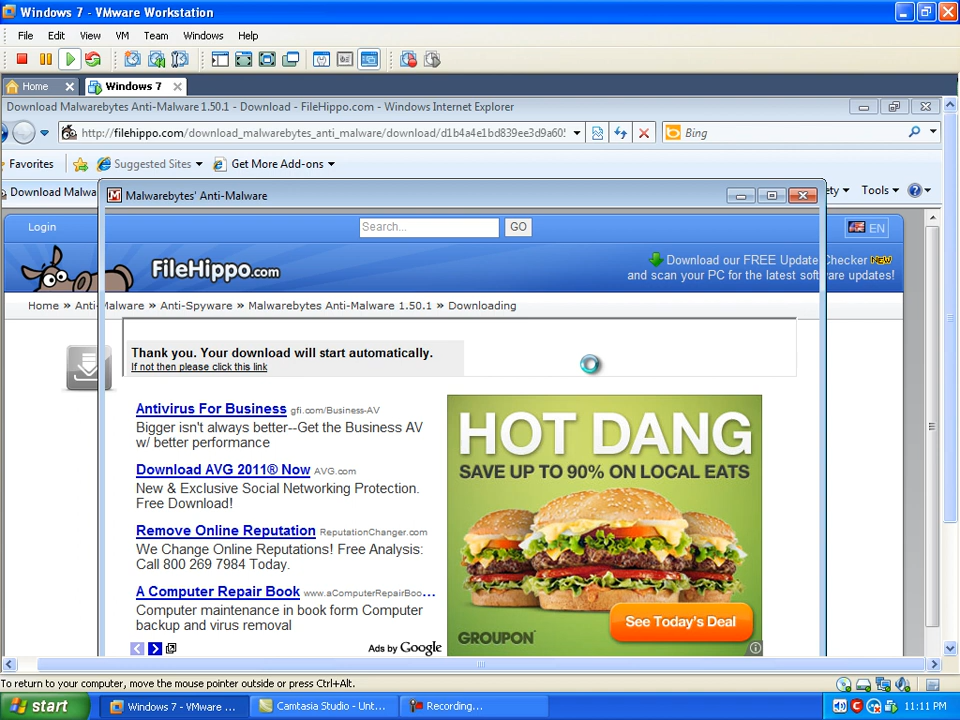 Windows 7 - VMware Workstation
File Edit View VM Team Windows Help
Home Windows 7
Download Malwarebytes Anti-Malware 1.50.1 - Download - FileHippo.com - Windows Internet Explorer
http://filehippo.com/download_malwarebytes_anti_malware/download/d1b4a4e1bd839ee3d9a60! Bing
Favorites Suggested Sites Get More Add-ons
Download Malwa ety Tools
Malwarebytes' Anti-Malware
Login Search... GO EN
FileHippo.com
Download our FREE Update Checker NEW
and scan your PC for the latest software updates!
Home » Anti-Malware » Anti-Spyware » Malwarebytes Anti-Malware 1.50.1 » Downloading
Thank you. Your download will start automatically.
If not then please click this link
Antivirus For Business gfi.com/Business-AV
Bigger isn't always better--Get the Business AV
w/ better performance
Download AVG 2011® Now AVG.com
New & Exclusive Social Networking Protection.
Free Download!
Remove Online Reputation ReputationChanger.com
We Change Online Reputations! Free Analysis:
Call 800 269 7984 Today.
A Computer Repair Book www.aComputerRepairBoo...
Computer maintenance in book form Computer
backup and virus removal
Ads by Google
HOT DANG
SAVE UP TO 90% ON LOCAL EATS
See Today's Deal
GROUPON
To return to your computer, move the mouse pointer outside or press Ctrl+Alt.
start Windows 7 - VMware ... Camtasia Studio - Unt... Recording... 11:11 PM